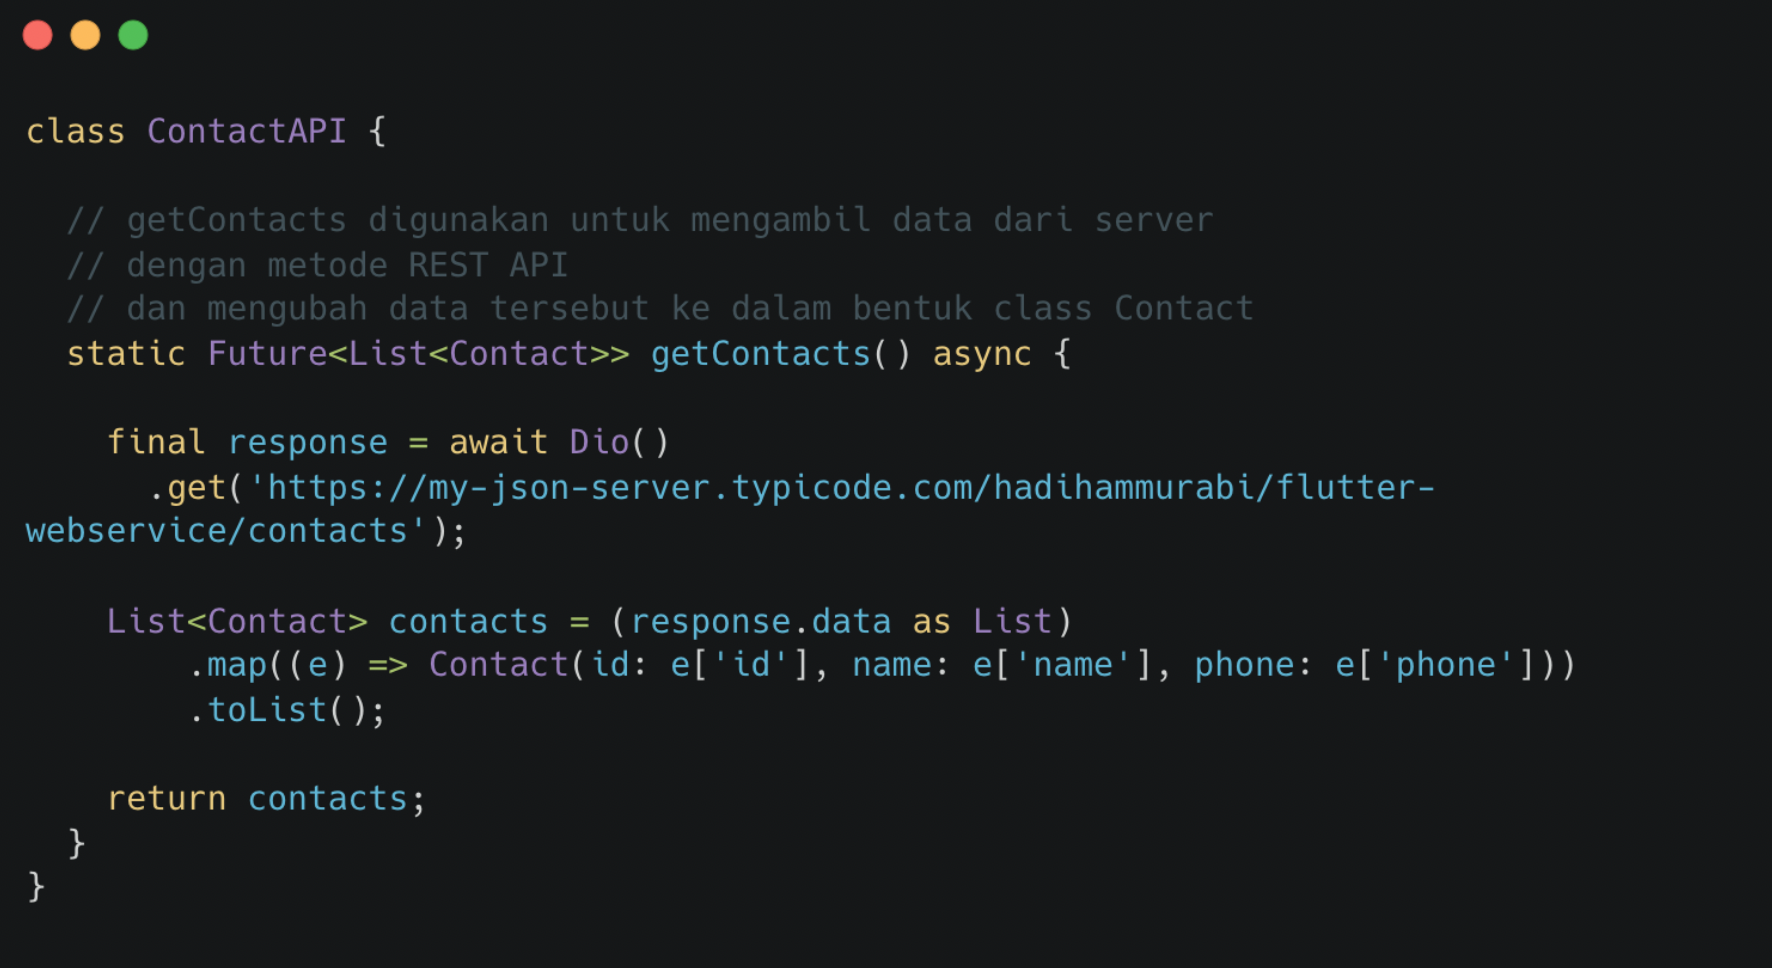 class ContactAPI {
// getContacts digunakan untuk mengambil data dari server
// dengan metode REST API
// dan mengubah data tersebut ke dalam bentuk class Contact
static Future<List<Contact>> getContacts() async {
final response = await Dio()
.get('https://my-json-server.typicode.com/hadihammurabi/flutter-
webservice/contacts');
List<Contact> contacts = (response.data as List)
.map((e) => Contact(id: e['id'], name: e['name'], phone: e['phone']))
.toList();
return contacts;
}
}